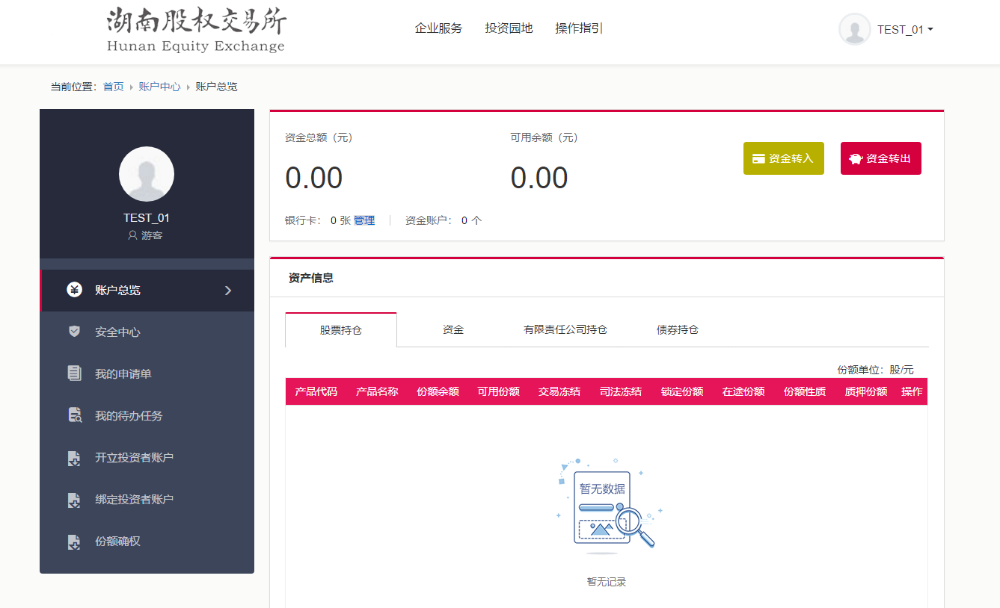 湖南股权交易所
Hunan Equity Exchange
企业服务 投资园地 操作指引
TEST_01
当前位置：首页 账户中心 账户总览
TEST_01
游客
账户总览
安全中心
我的申请单
我的待办任务
开立投资者账户
绑定投资者账户
份额确权
资金总额（元） 可用余额（元）
0.00 0.00
资金转入 资金转出
银行卡： 0 张 管理 资金账户： 0 个
资产信息
股票持仓 资金 有限责任公司持仓 债券持仓
份额单位：股/元
产品代码 产品名称 份额余额 可用份额 交易冻结 司法冻结 锁定份额 在途份额 份额性质 质押份额 操作
暂无数据
暂无记录